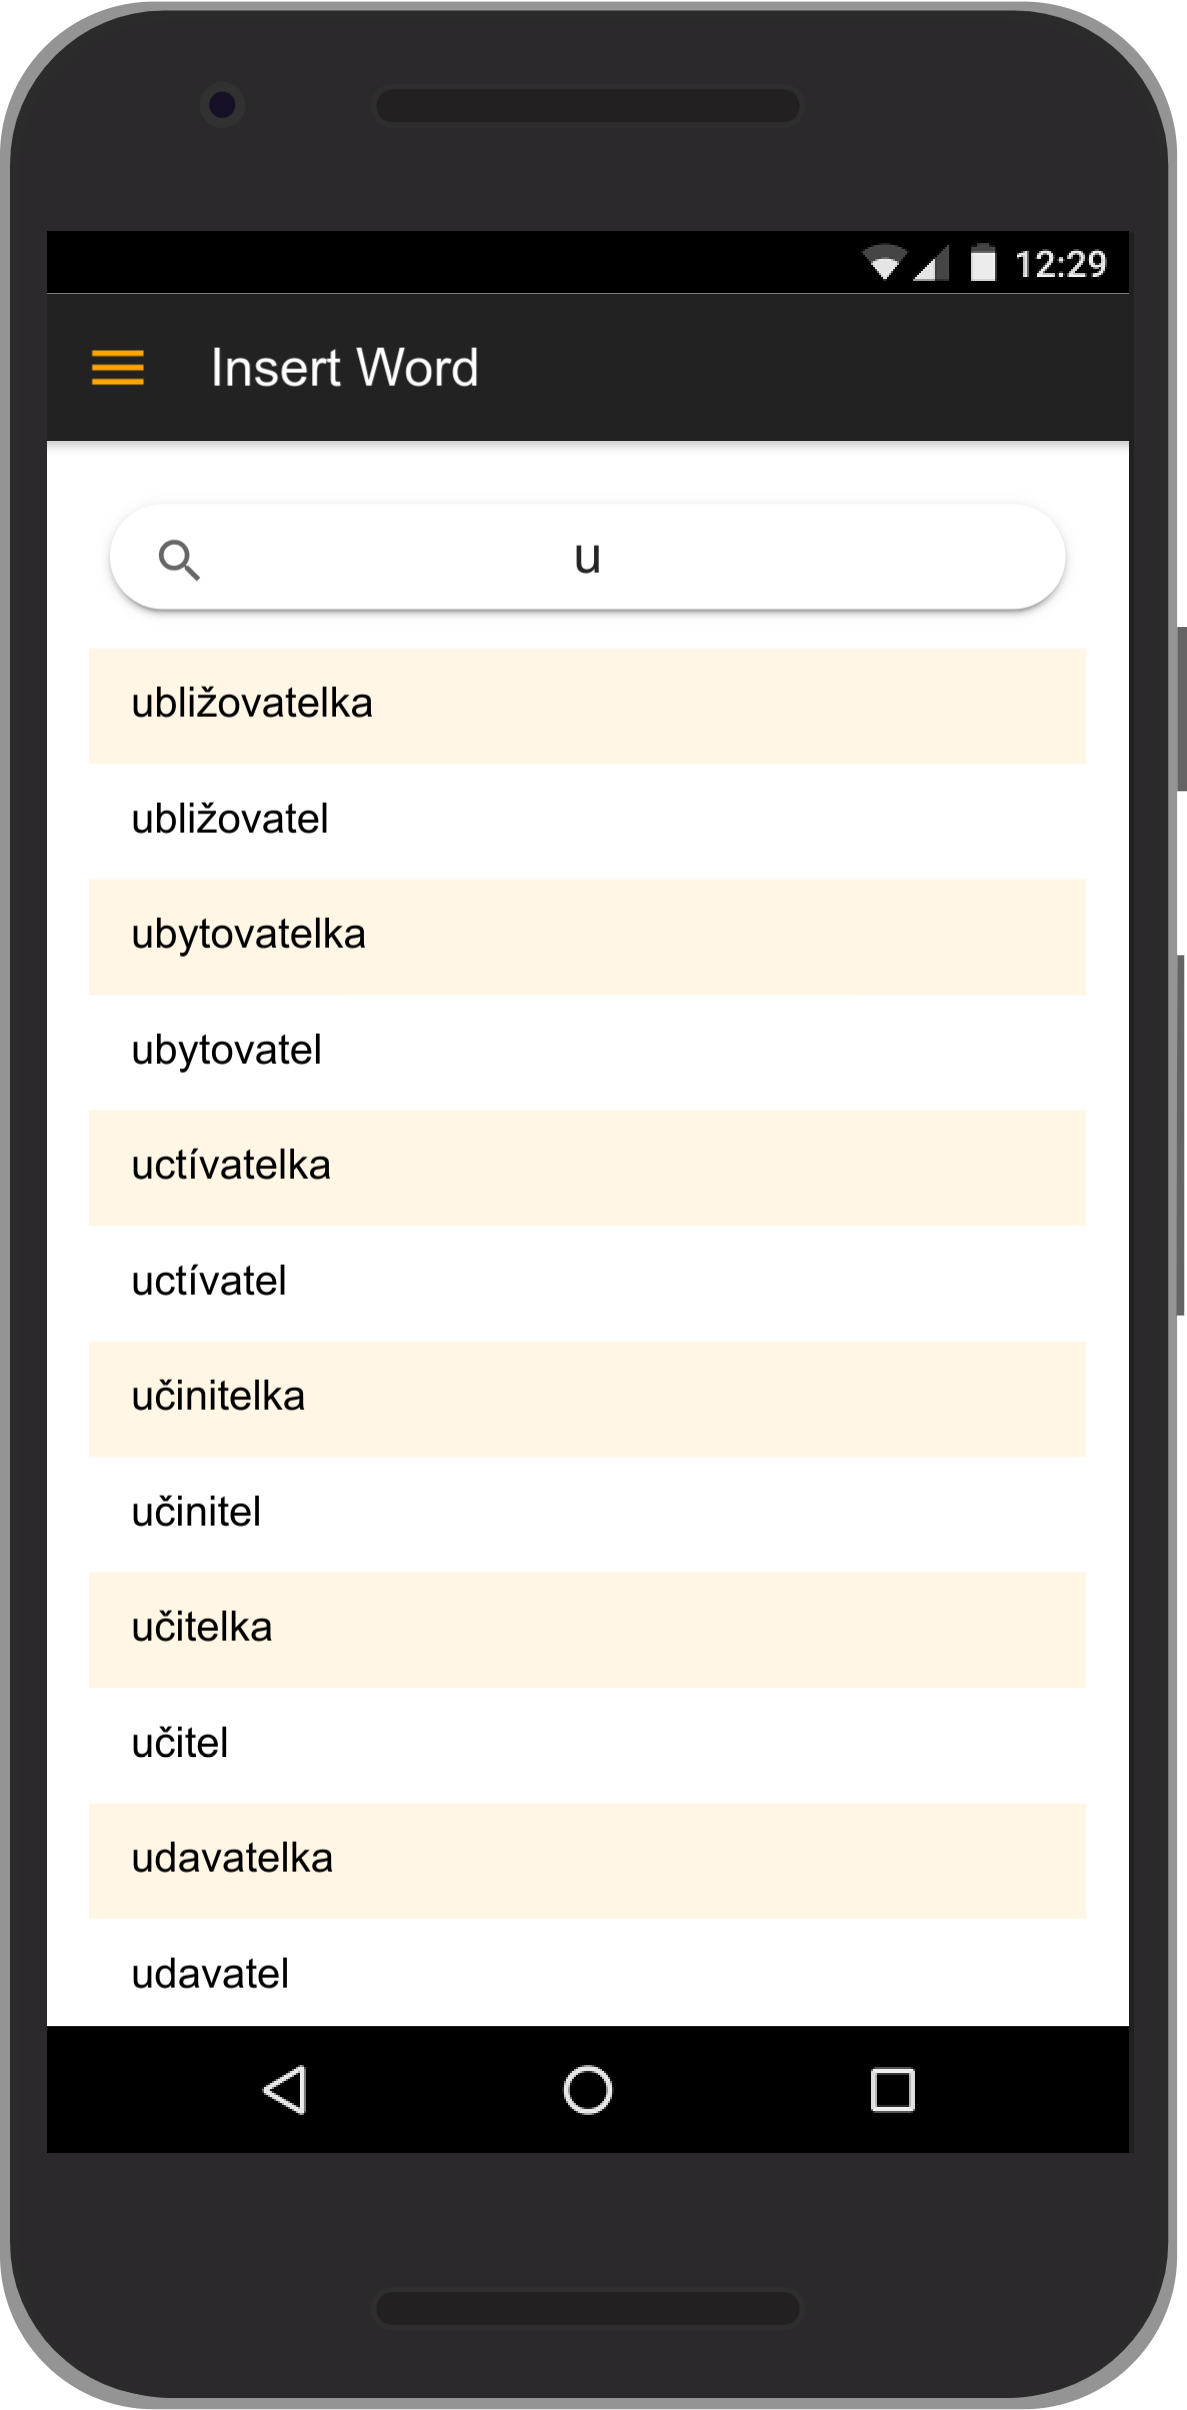 12:29
Insert Word
u
ubližovatelka
ubližovatel
ubytovatelka
ubytovatel
uctívatelka
uctívatel
učinitelka
učinitel
učitelka
učitel
udavatelka
udavatel